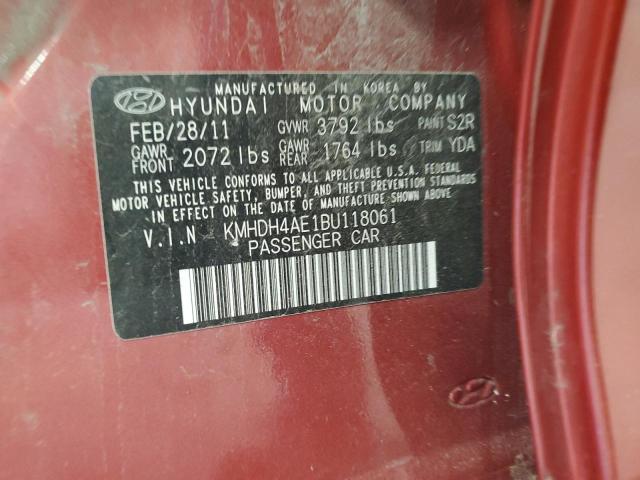 MANUFACTURED IN KOREA BY
HYUNDAI MOTOR COMPANY
FEB/28/11 GVWR 3792 lbs PAINT S2R
GAWR FRONT 2072 lbs GAWR REAR 1764 lbs TRIM YDA
THIS VEHICLE CONFORMS TO ALL APPLICABLE U.S.A. FEDERAL
MOTOR VEHICLE SAFETY, BUMPER, AND THEFT PREVENTION STANDARDS
IN EFFECT ON THE DATE OF MANUFACTURE SHOWN ABOVE
V.I.N KMHDH4AE1BU118061
PASSENGER CAR